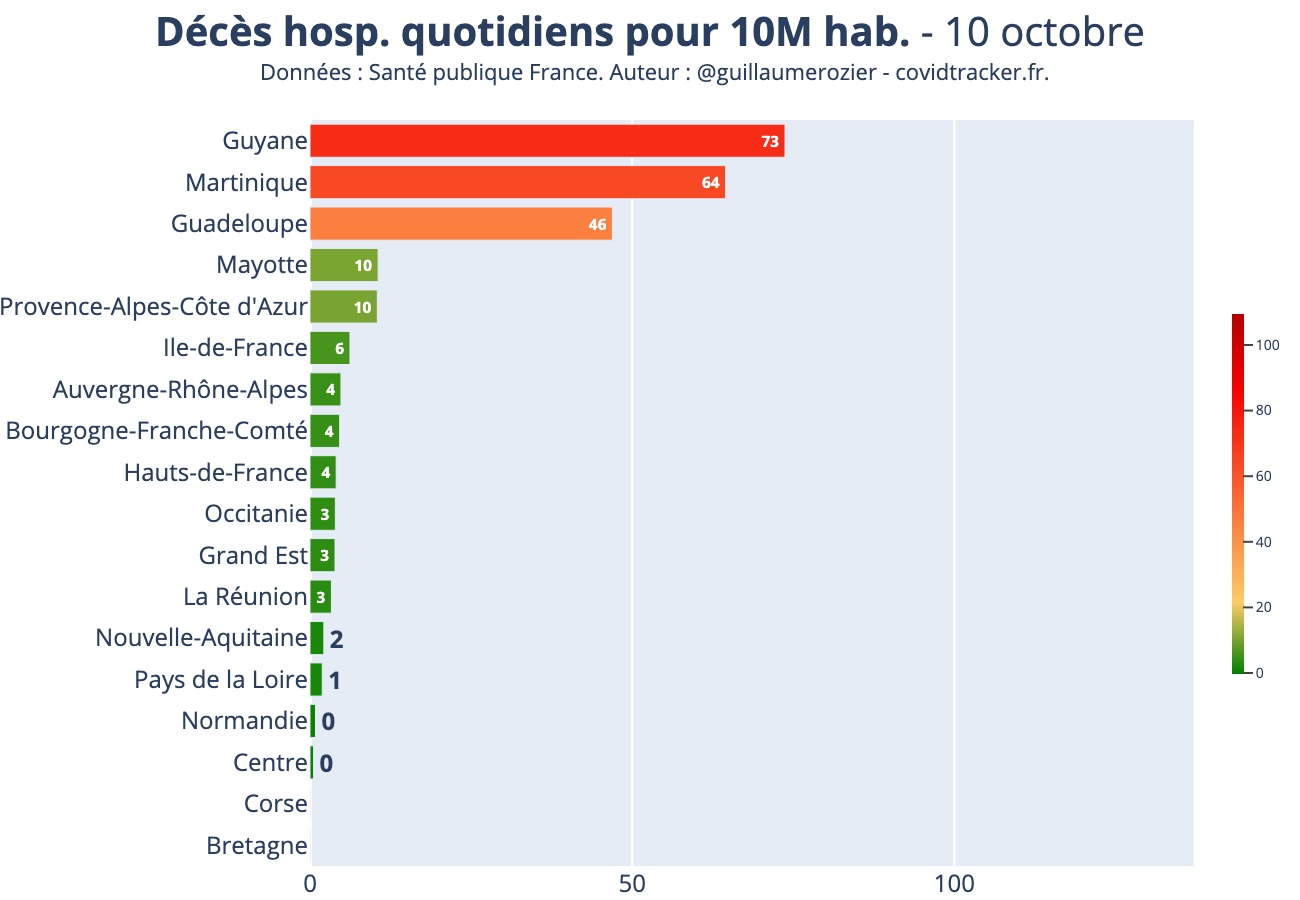 Décès hosp. quotidiens pour 10M hab. - 10 octobre
Données : Santé publique France. Auteur : @guillaumerozier - covidtracker.fr.
Guyane 73
Martinique 64
Guadeloupe 46
Mayotte 10
Provence-Alpes-Côte d'Azur 10
Ile-de-France 6
Auvergne-Rhône-Alpes 4
Bourgogne-Franche-Comté 4
Hauts-de-France 4
Occitanie 3
Grand Est 3
La Réunion 3
Nouvelle-Aquitaine 2
Pays de la Loire 1
Normandie 0
Centre 0
Corse
Bretagne
0 50 100
100
80
60
40
20
0